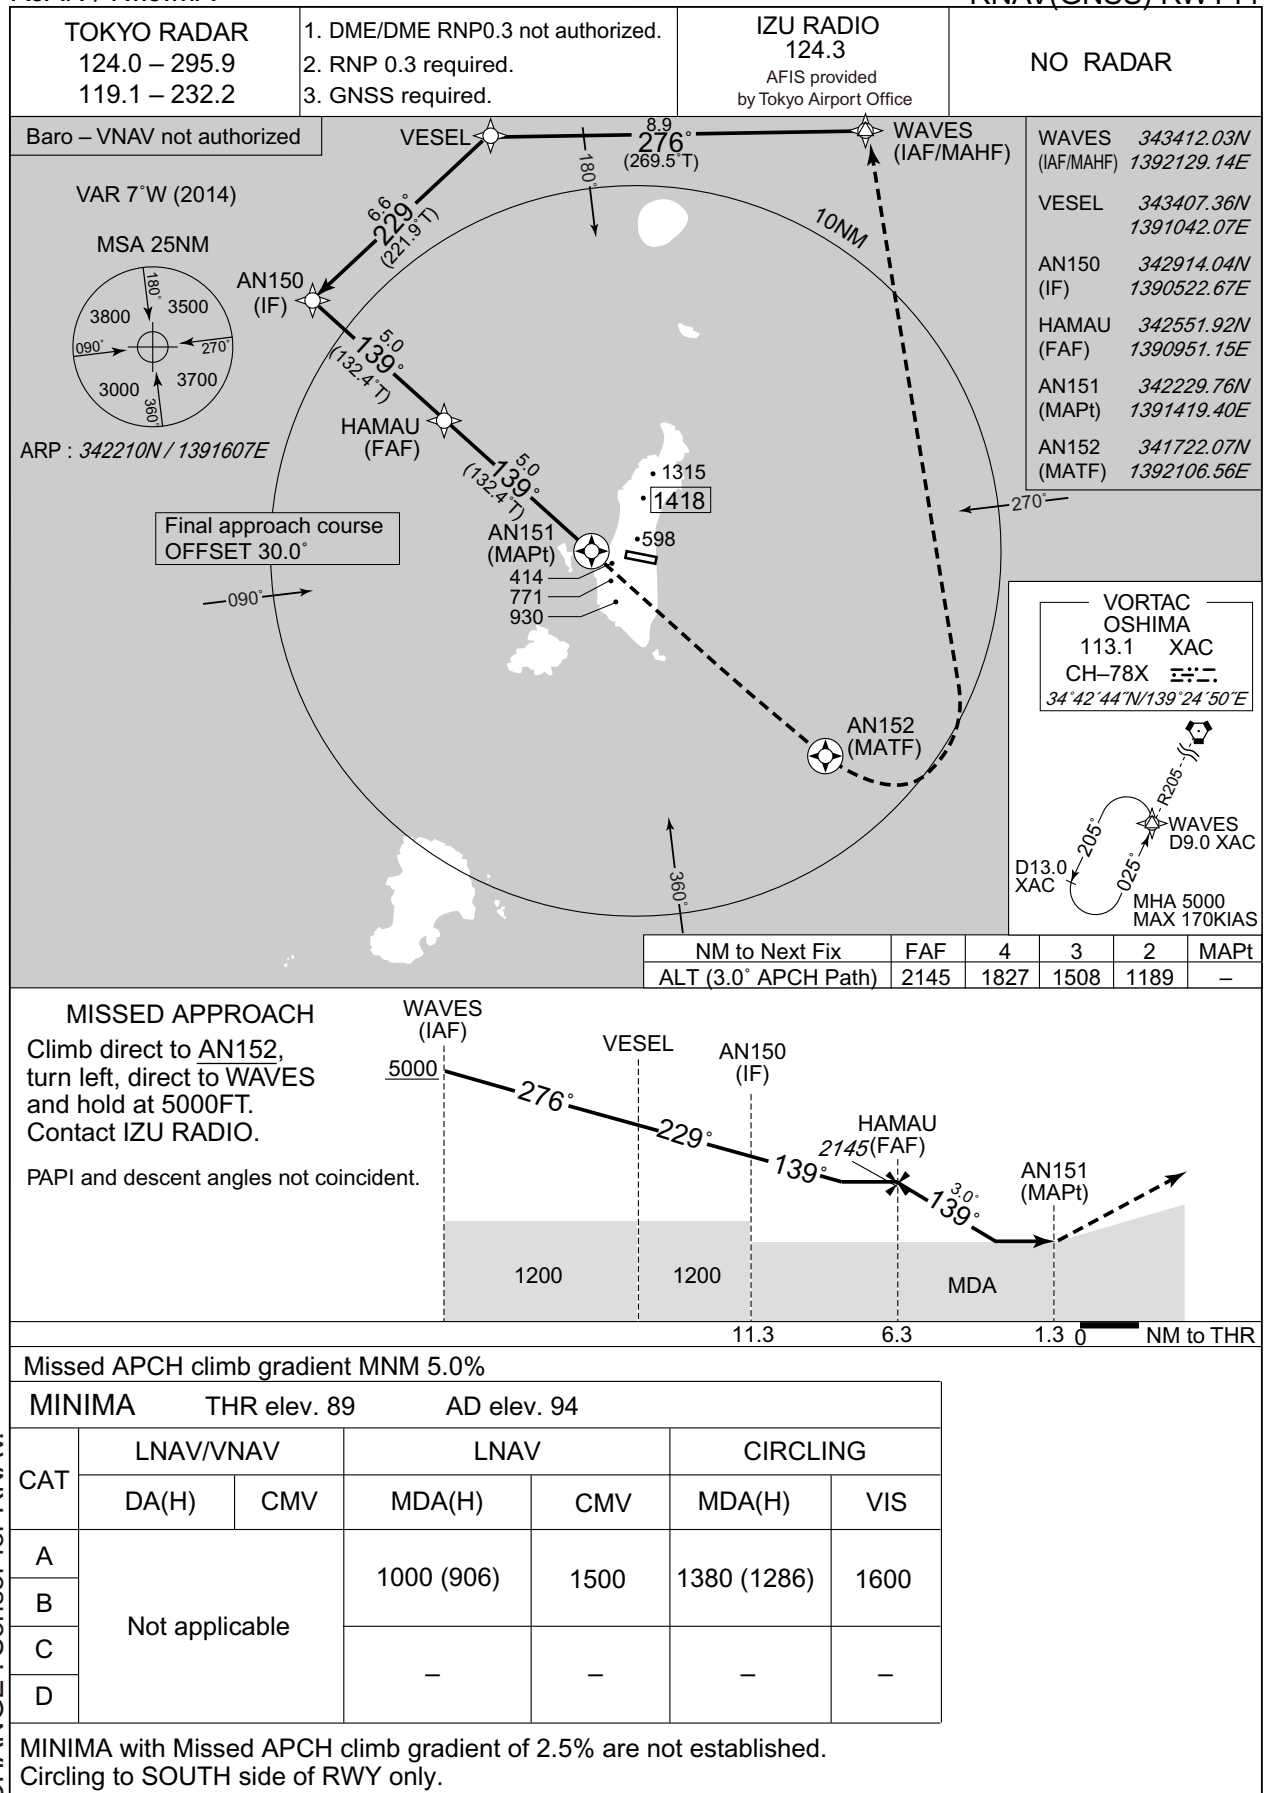 TOKYO RADAR
124.0 – 295.9
119.1 – 232.2
1. DME/DME RNP0.3 not authorized.
2. RNP 0.3 required.
3. GNSS required.
IZU RADIO
124.3
AFIS provided
by Tokyo Airport Office
NO RADAR
Baro – VNAV not authorized
VAR 7˚W (2014)
MSA 25NM
180˚
3800
3500
090˚
270˚
3000
3700
360˚
ARP : 342210N / 1391607E
VESEL
8.9
276˚
(269.5˚T)
180˚
WAVES
(IAF/MAHF)
10NM
6.6
229˚
(221.9˚T)
AN150
(IF)
5.0
139˚
(132.4˚T)
HAMAU
(FAF)
5.0
139˚
(132.4˚T)
AN151
(MAPt)
1315
1418
598
414
771
930
Final approach course
OFFSET 30.0˚
090˚
270˚
360˚
AN152
(MATF)
WAVES 343412.03N
(IAF/MAHF) 1392129.14E
VESEL 343407.36N
1391042.07E
AN150 342914.04N
(IF) 1390522.67E
HAMAU 342551.92N
(FAF) 1390951.15E
AN151 342229.76N
(MAPt) 1391419.40E
AN152 341722.07N
(MATF) 1392106.56E
VORTAC
OSHIMA
113.1 XAC
CH–78X
34˚42´44˝N/139˚24´50˝E
R205
WAVES
D9.0 XAC
205˚
025˚
D13.0
XAC
MHA 5000
MAX 170KIAS
NM to Next Fix FAF 4 3 2 MAPt
ALT (3.0˚ APCH Path) 2145 1827 1508 1189 –
MISSED APPROACH
Climb direct to AN152,
turn left, direct to WAVES
and hold at 5000FT.
Contact IZU RADIO.
PAPI and descent angles not coincident.
WAVES
(IAF)
5000
276˚
VESEL
229˚
AN150
(IF)
139˚
HAMAU
(FAF)
2145
3.0˚
139˚
AN151
(MAPt)
1200
1200
MDA
11.3 6.3 1.3 0 NM to THR
Missed APCH climb gradient MNM 5.0%
MINIMA THR elev. 89 AD elev. 94
CAT LNAV/VNAV LNAV CIRCLING
DA(H) CMV MDA(H) CMV MDA(H) VIS
A
B
C
D
Not applicable
1000 (906) 1500 1380 (1286) 1600
– – – –
MINIMA with Missed APCH climb gradient of 2.5% are not established.
Circling to SOUTH side of RWY only.